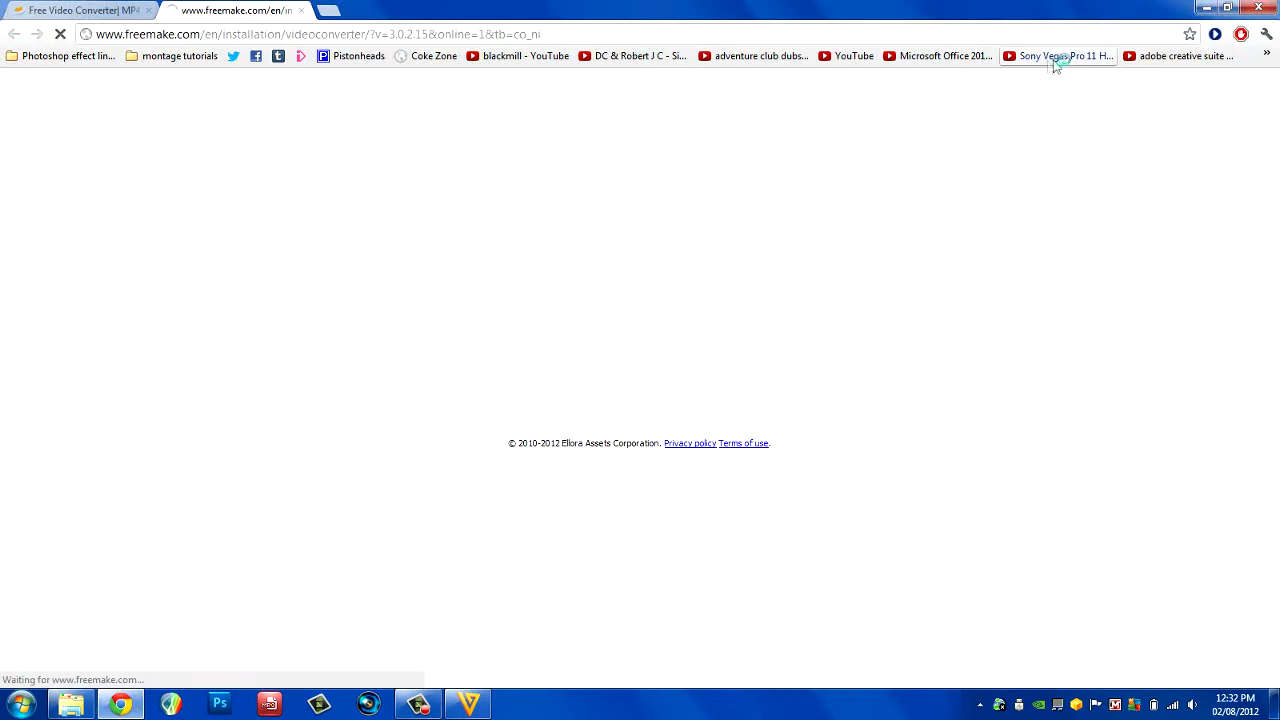 Free Video Converter| MP4
www.freemake.com/en/in
www.freemake.com/en/installation/videoconverter/?v=3.0.2.15&online=1&tb=co_ni
Photoshop effect lin...
montage tutorials
Pistonheads
Coke Zone
blackmill - YouTube
DC & Robert J C - Si...
adventure club dubs...
YouTube
Microsoft Office 201...
Sony Vegas Pro 11 H...
adobe creative suite ...
»
© 2010-2012 Ellora Assets Corporation. Privacy policy Terms of use.
Waiting for www.freemake.com...
Ps
12:32 PM
02/08/2012